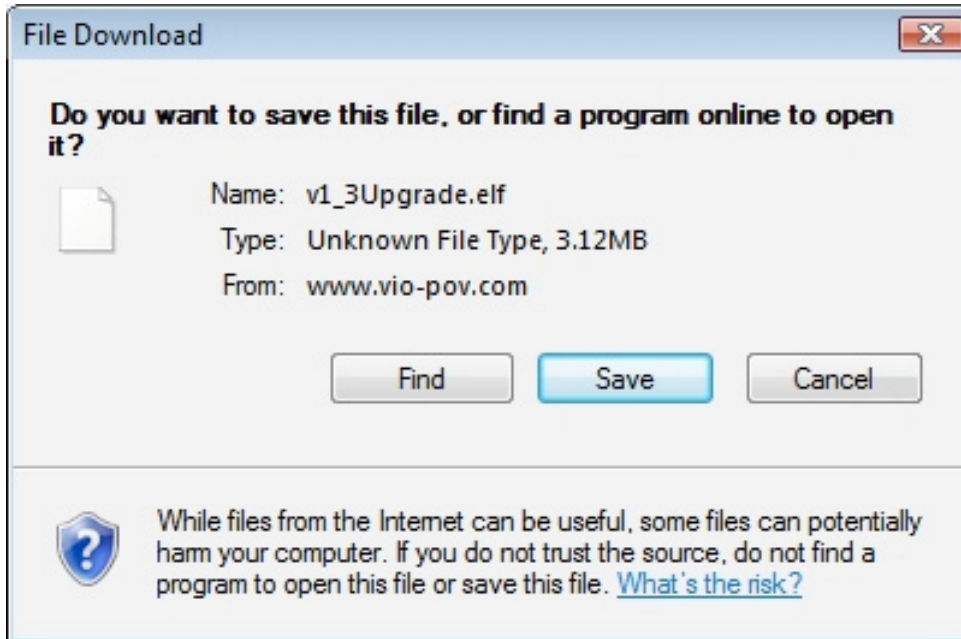 File Download
Do you want to save this file, or find a program online to open
it?
Name: v1_3Upgrade.elf
Type: Unknown File Type, 3.12MB
From: www.vio-pov.com
Find Save Cancel
While files from the Internet can be useful, some files can potentially
harm your computer. If you do not trust the source, do not find a
program to open this file or save this file. What's the risk?